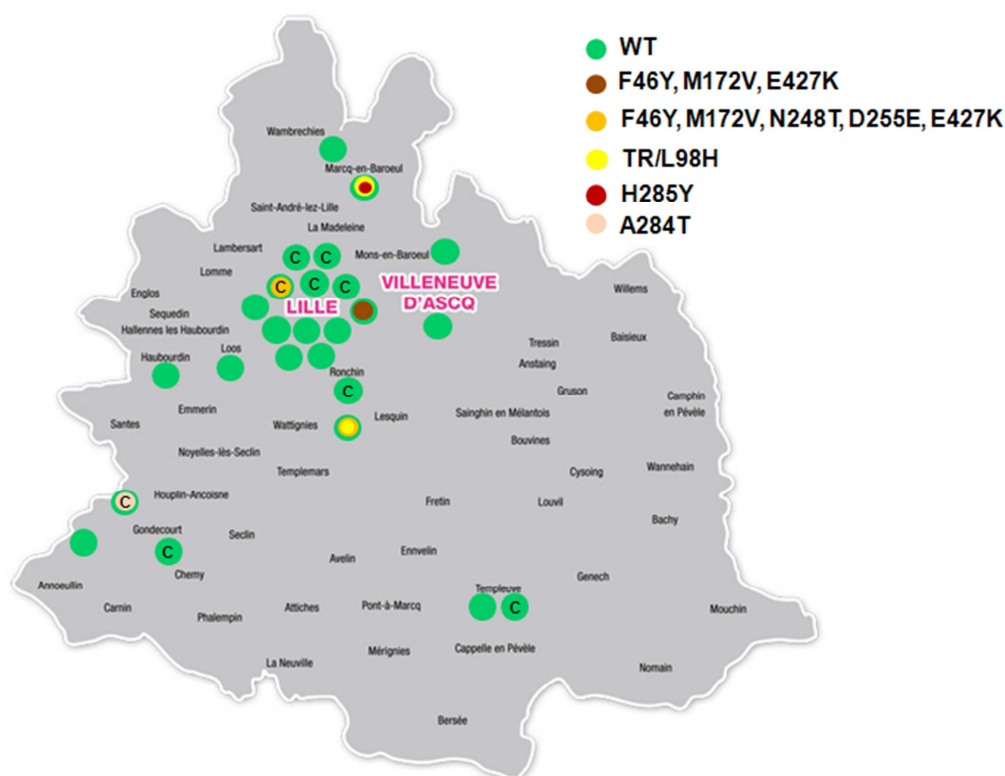 WT
F46Y, M172V, E427K
F46Y, M172V, N248T, D255E, E427K
TR/L98H
H285Y
A284T
Wambrechies
Marcq-en-Baroeul
Saint-André-lez-Lille
La Madeleine
Lambersart
Mons-en-Baroeul
C C
Lomme
VILLENEUVE
D'ASCQ
C C C
Willems
Englos
LILLE
Sequedin
Hallennes les Haubourdin
Baisieux
Tressin
Loos
Haubourdin
Anstaing
Ronchin
C
Gruson
Camphin
en Pévèle
Emmerin
Santes
Wattignies
Lesquin
Sainghin en Mélantois
Bouvines
Noyelles-lès-Seclin
Templemars
Cysoing
Wannehain
Houplin-Ancoisne
C
Fretin
Louvil
Bachy
Gondecourt
Seclin
C
Avelin
Ennvelin
Chemy
Genech
Annoeullin
Templeuve
C
Carnin
Phalempin
Attiches
Pont-à-Marcq
Mouchin
Mérignies
Cappelle en Pévèle
La Neuville
Nomain
Bersée